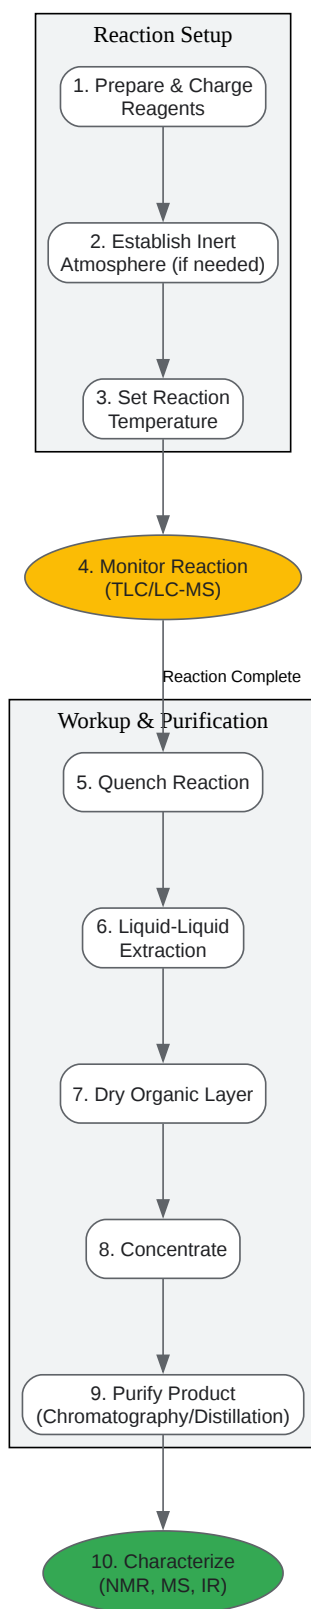 Reaction Setup
1. Prepare & Charge
Reagents
2. Establish Inert
Atmosphere (if needed)
3. Set Reaction
Temperature
4. Monitor Reaction
(TLC/LC-MS)
Reaction Complete
Workup & Purification
5. Quench Reaction
6. Liquid-Liquid
Extraction
7. Dry Organic Layer
8. Concentrate
9. Purify Product
(Chromatography/Distillation)
10. Characterize
(NMR, MS, IR)